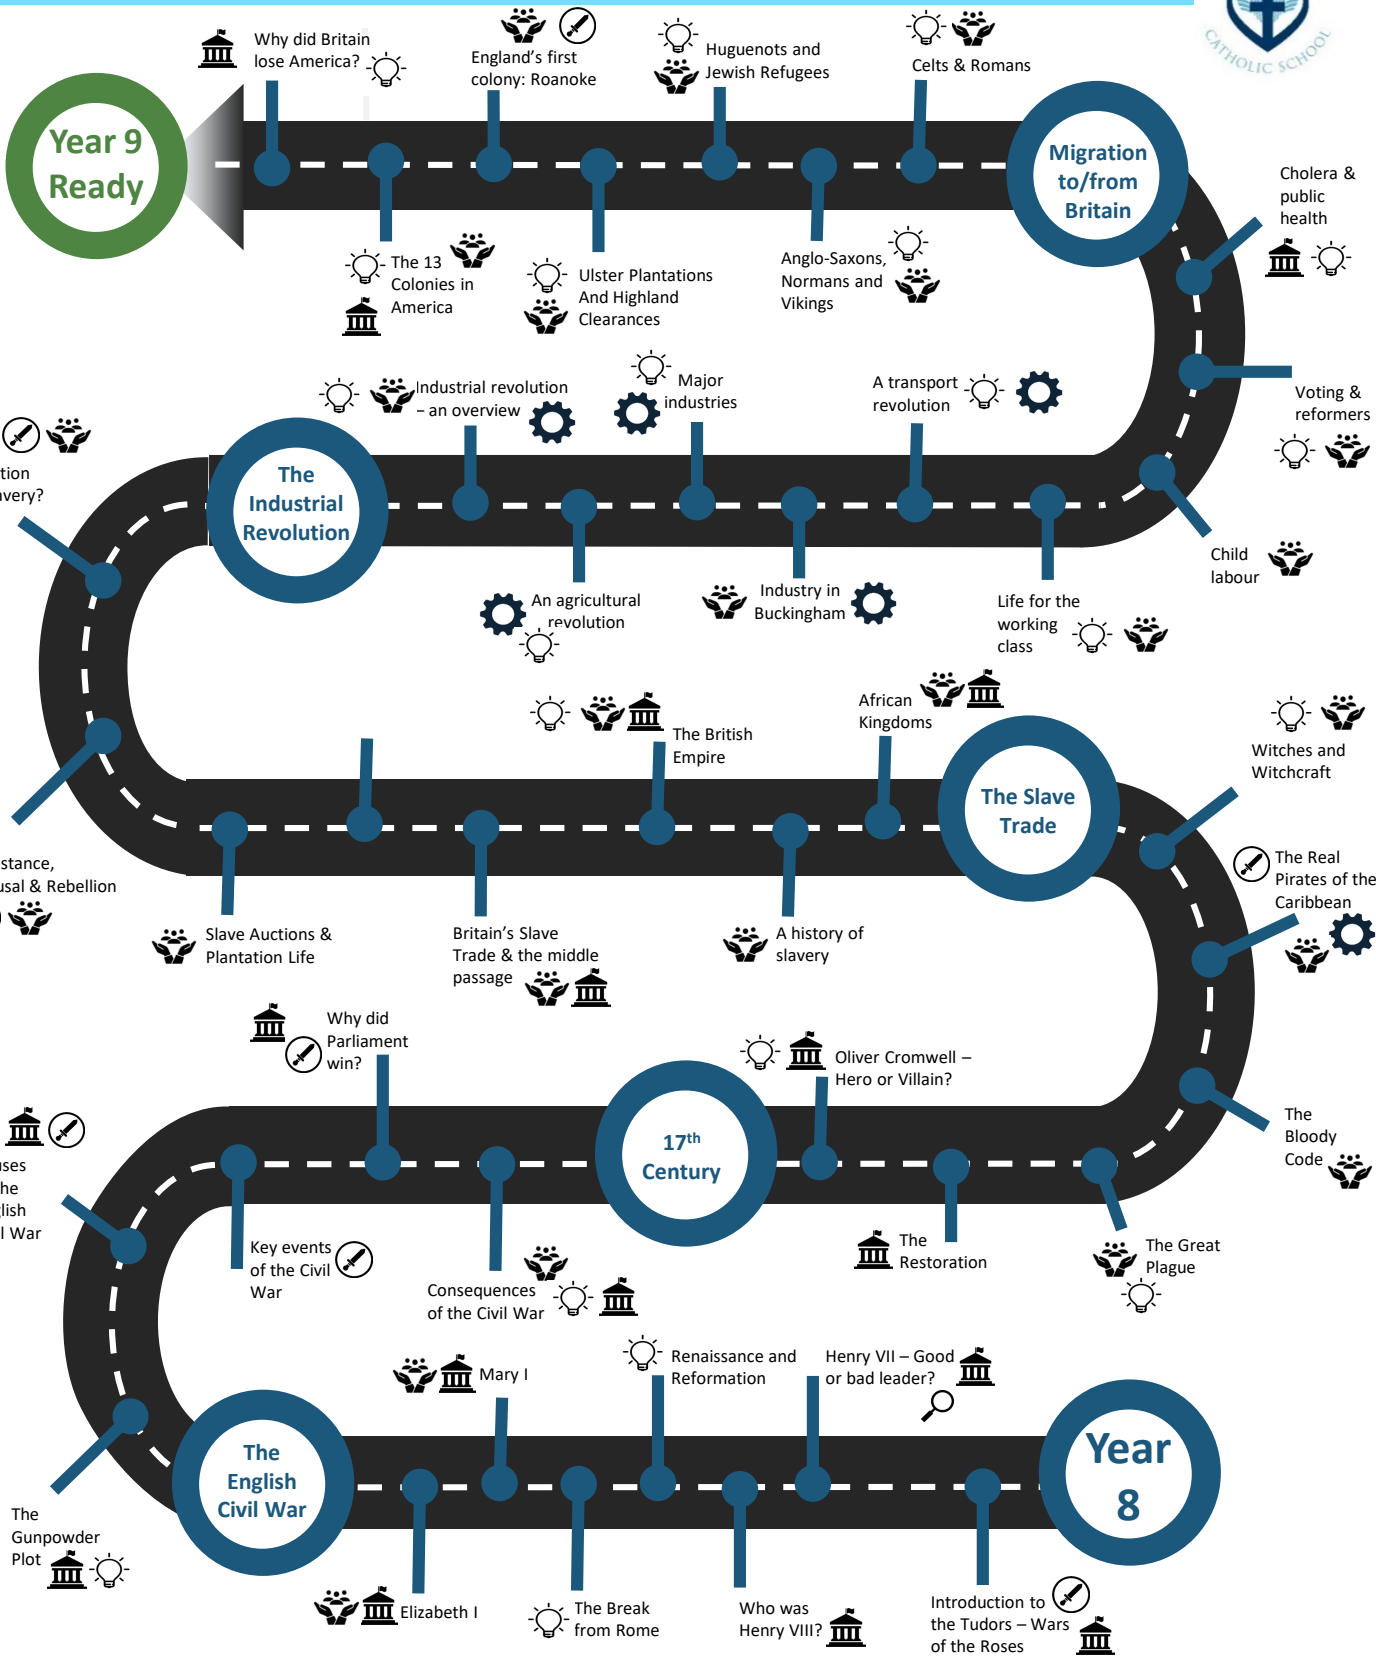 CATHOLIC SCHOOL
Why did Britain
lose America?
England's first
colony: Roanoke
Huguenots and
Jewish Refugees
Celts & Romans
Year 9
Ready
Migration
to/from
Britain
Cholera &
public
health
The 13
Colonies in
America
Ulster Plantations
And Highland
Clearances
Anglo-Saxons,
Normans and
Vikings
Voting &
reformers
Industrial revolution
– an overview
Major
industries
A transport
revolution
The
Industrial
Revolution
Child
labour
An agricultural
revolution
Industry in
Buckingham
Life for the
working
class
The British
Empire
African
Kingdoms
The Slave
Trade
Witches and
Witchcraft
The Real
Pirates of the
Caribbean
& Rebellion
Slave Auctions &
Plantation Life
Britain's Slave
Trade & the middle
passage
A history of
slavery
Why did
Parliament
win?
17th
Century
Oliver Cromwell –
Hero or Villain?
The
Bloody
Code
War
Key events
of the Civil
War
Consequences
of the Civil War
The
Restoration
The Great
Plague
Mary I
Renaissance and
Reformation
Henry VII – Good
or bad leader?
The
English
Civil War
Year
8
The
Gunpowder
Plot
Elizabeth I
The Break
from Rome
Who was
Henry VIII?
Introduction to
the Tudors – Wars
of the Roses